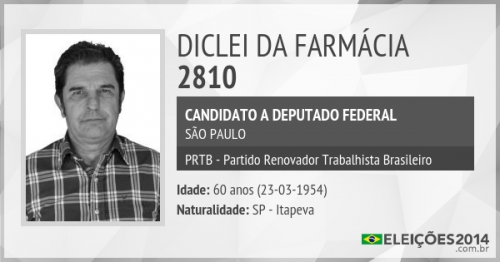 DICLEI DA FARMÁCIA
2810
CANDIDATO A DEPUTADO FEDERAL
SÃO PAULO
PRTB - Partido Renovador Trabalhista Brasileiro
Idade: 60 anos (23-03-1954)
Naturalidade: SP - Itapeva
ELEIÇÕES2014
.com.br